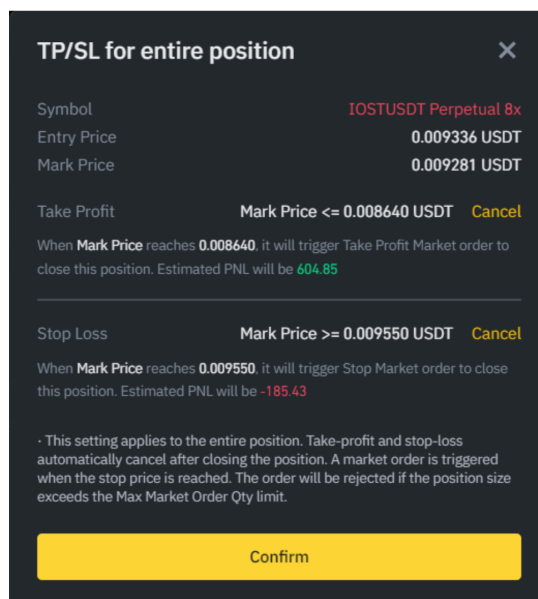 TP/SL for entire position ✕
Symbol IOSTUSDT Perpetual 8x
Entry Price 0.009336 USDT
Mark Price 0.009281 USDT
Take Profit Mark Price <= 0.008640 USDT Cancel
When Mark Price reaches 0.008640, it will trigger Take Profit Market order to
close this position. Estimated PNL will be 604.85
Stop Loss Mark Price >= 0.009550 USDT Cancel
When Mark Price reaches 0.009550, it will trigger Stop Market order to close
this position. Estimated PNL will be -185.43
· This setting applies to the entire position. Take-profit and stop-loss
automatically cancel after closing the position. A market order is triggered
when the stop price is reached. The order will be rejected if the position size
exceeds the Max Market Order Qty limit.
Confirm